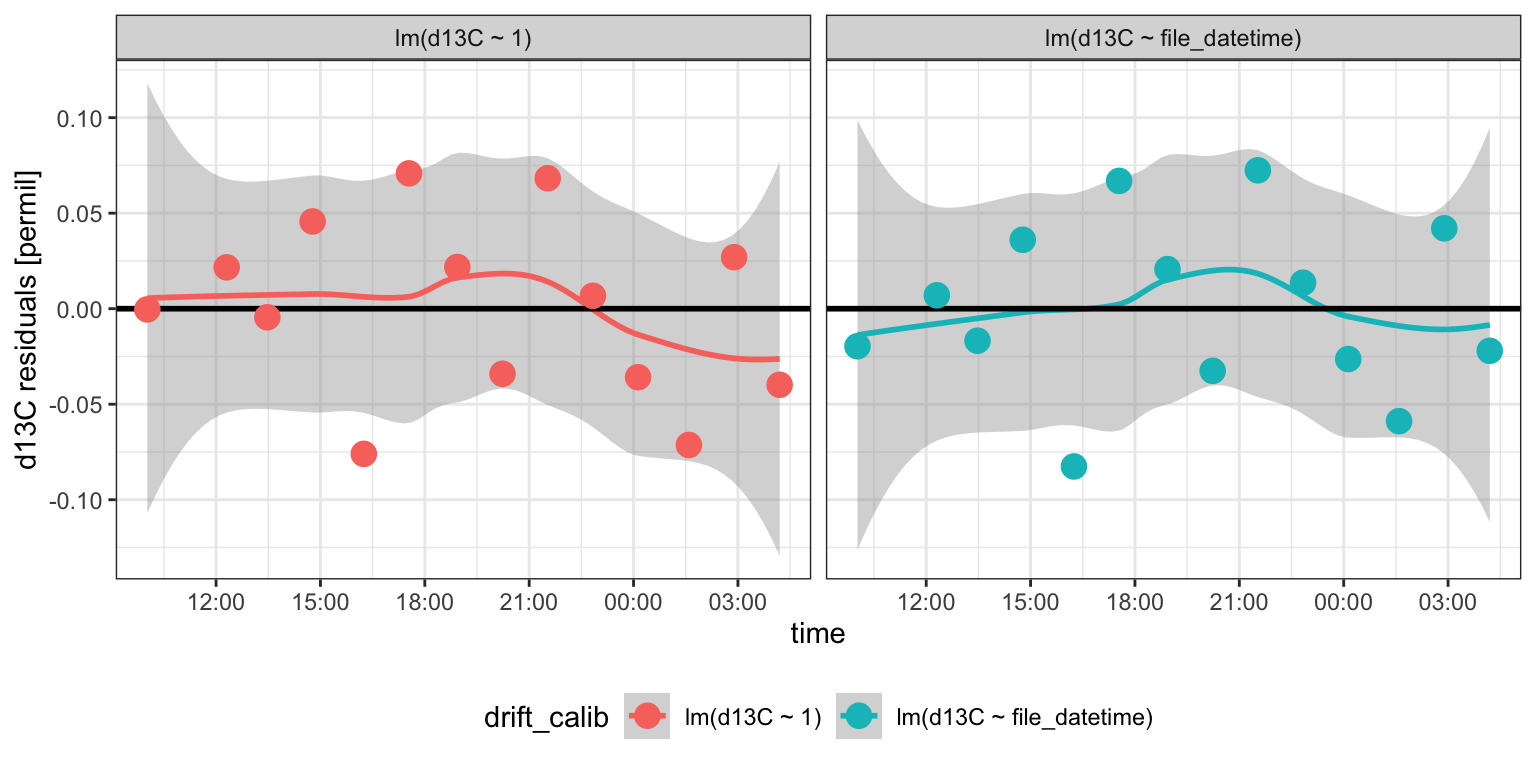 lm(d13C ~ 1)
lm(d13C ~ file_datetime)
d13C residuals [permil]
0.10
0.05
0.00
-0.05
-0.10
12:00 15:00 18:00 21:00 00:00 03:00
12:00 15:00 18:00 21:00 00:00 03:00
time
drift_calib lm(d13C ~ 1) lm(d13C ~ file_datetime)